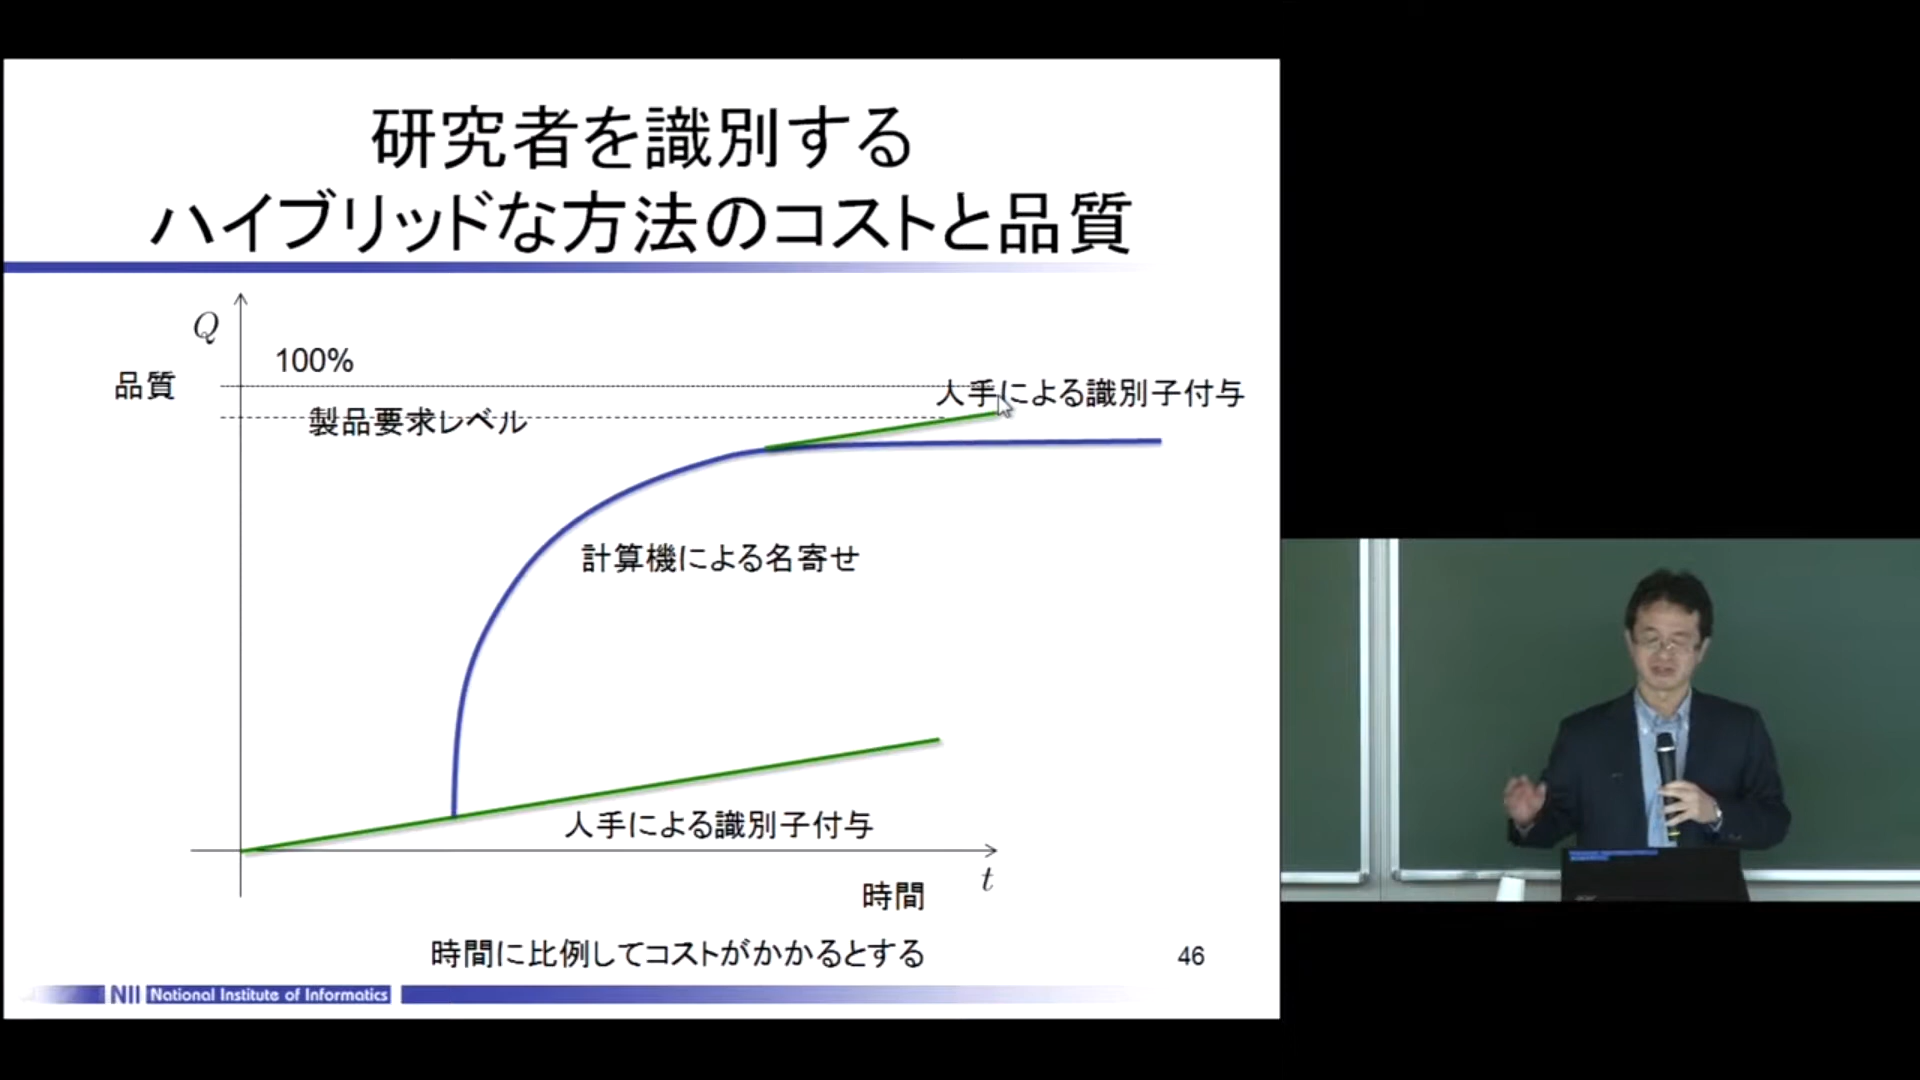 研究者を識別する
ハイブリッドな方法のコストと品質
Q
100%
品質
人手による識別子付与
製品要求レベル
計算機による名寄せ
人手による識別子付与
t
時間
時間に比例してコストがかかるとする
46
NII National Institute of Informatics